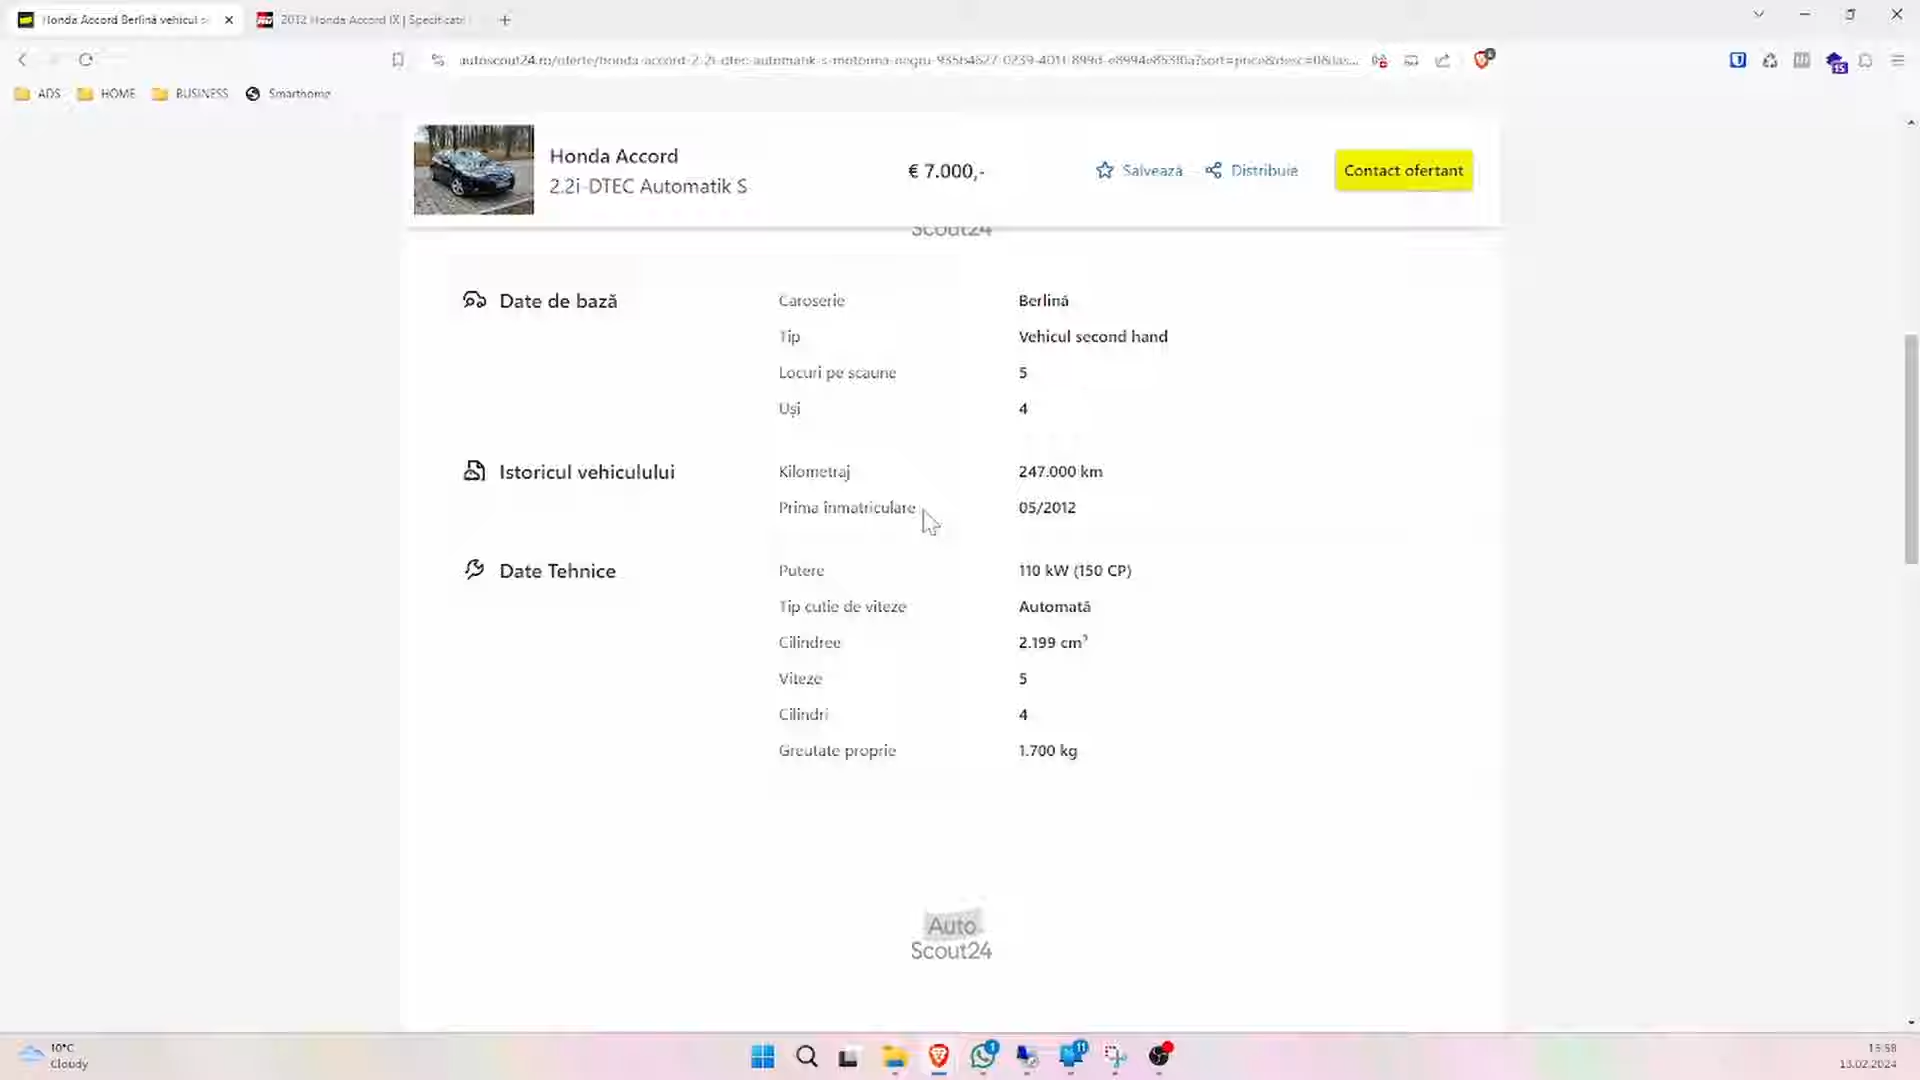 Honda Accord Berlină vehicul s
2012 Honda Accord IX | Specificatii
ADS
HOME
BUSINESS
Smarthome
Honda Accord
2.2i-DTEC Automatik S
€ 7.000,-
Salvează
Distribuie
Contact ofertant
Scout24
Date de bază
Caroserie
Berlină
Tip
Vehicul second hand
Locuri pe scaune
5
Uși
4
Istoricul vehiculului
Kilometraj
247.000 km
Prima înmatriculare
05/2012
Date Tehnice
Putere
110 kW (150 CP)
Tip cutie de viteze
Automată
Cilindree
2.199 cm³
Viteze
5
Cilindri
4
Greutate proprie
1.700 kg
Auto
Scout24
10°C
Cloudy
1
11
15
13.02.2024